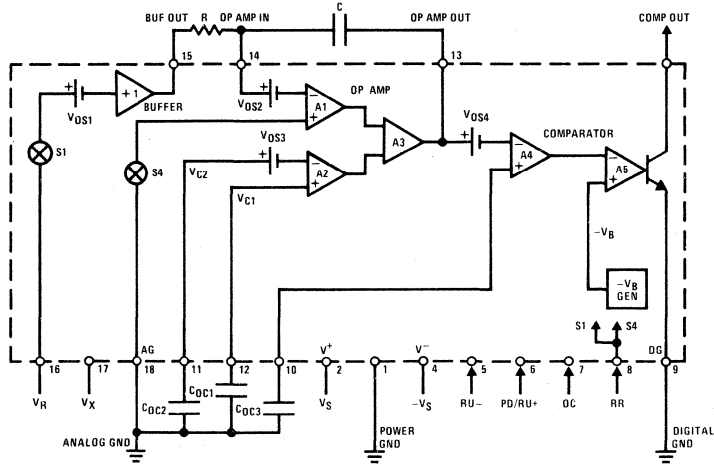 BUF OUT R OP AMP IN C OP AMP OUT COMP OUT
15 14 13
+ + 1 BUFFER VOS1
+ VOS2 − A1 + OP AMP
S1 S4
+ VOS3 − A2 + A3
VC2 VC1
+ VOS4 − A4 + COMPARATOR
− A5 +
−VB
−VB GEN
S1 S4
AG V+ V− DG
16 17 18 11 12 10 2 1 4 5 6 7 8 9
VR VX COC2 COC1 COC3 VS −VS RU− PD/RU+ OC RR
ANALOG GND POWER GND DIGITAL GND